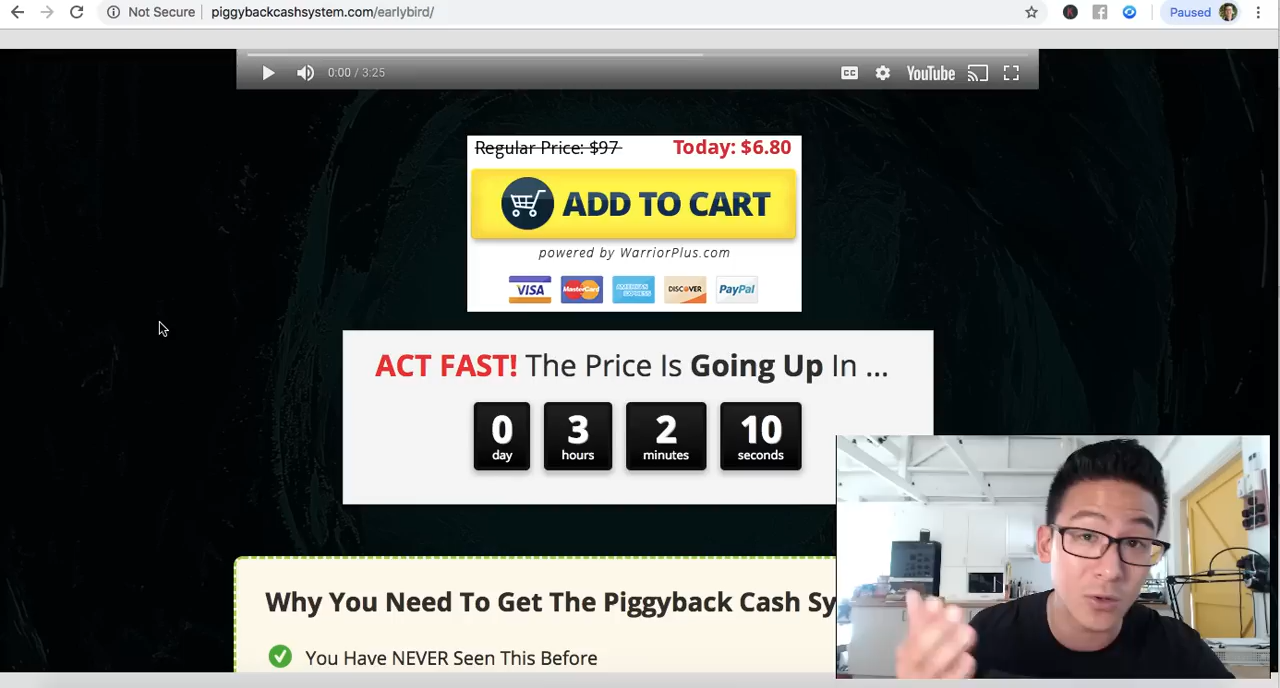 Not Secure | piggybackcashsystem.com/earlybird/
K
Paused
0:00 / 3:25
CC
YouTube
Regular Price: $97 Today: $6.80
ADD TO CART
powered by WarriorPlus.com
VISA MasterCard AMERICAN EXPRESS DISCOVER PayPal
ACT FAST! The Price Is Going Up In ...
0 3 2 10
day hours minutes seconds
Why You Need To Get The Piggyback Cash Sy
You Have NEVER Seen This Before